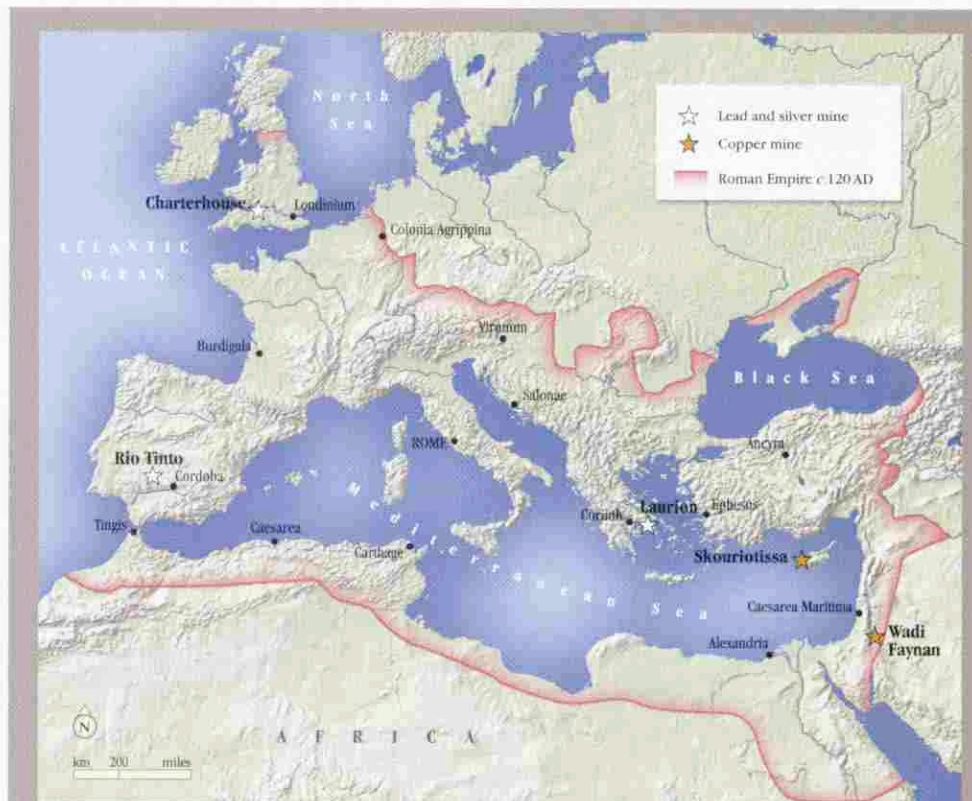 North
Sea
Lead and silver mine
Copper mine
Roman Empire c.120 AD
Charterhouse
Londinium
Colonia Agrippina
ATLANTIC
OCEAN
Virunum
Burdigala
Black Sea
Salonae
ROME
Ancyra
Rio Tinto
Cordoba
Laurion
Ephesus
Corinth
Tingis
Caesarea
Carthage
Mediterranean Sea
Skouriotissa
Caesarea Maritima
Wadi
Faynan
Alexandria
N
AFRICA
km 200 miles